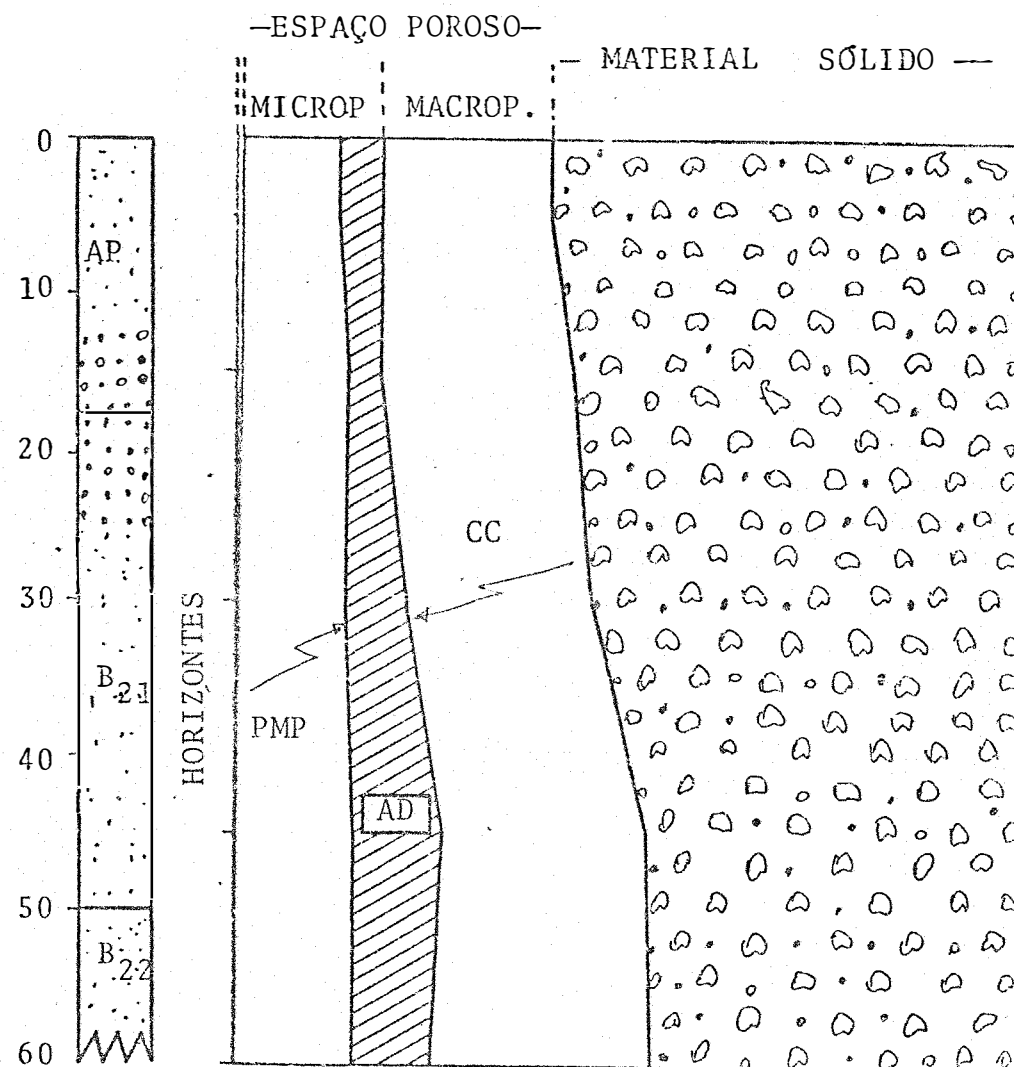 —ESPAÇO POROSO—
— MATERIAL SÓLIDO —
MICROP MACROP.
0
AP.
10
20
CC
30
HORIZONTES
B21
PMP
40
AD
50
B22
60